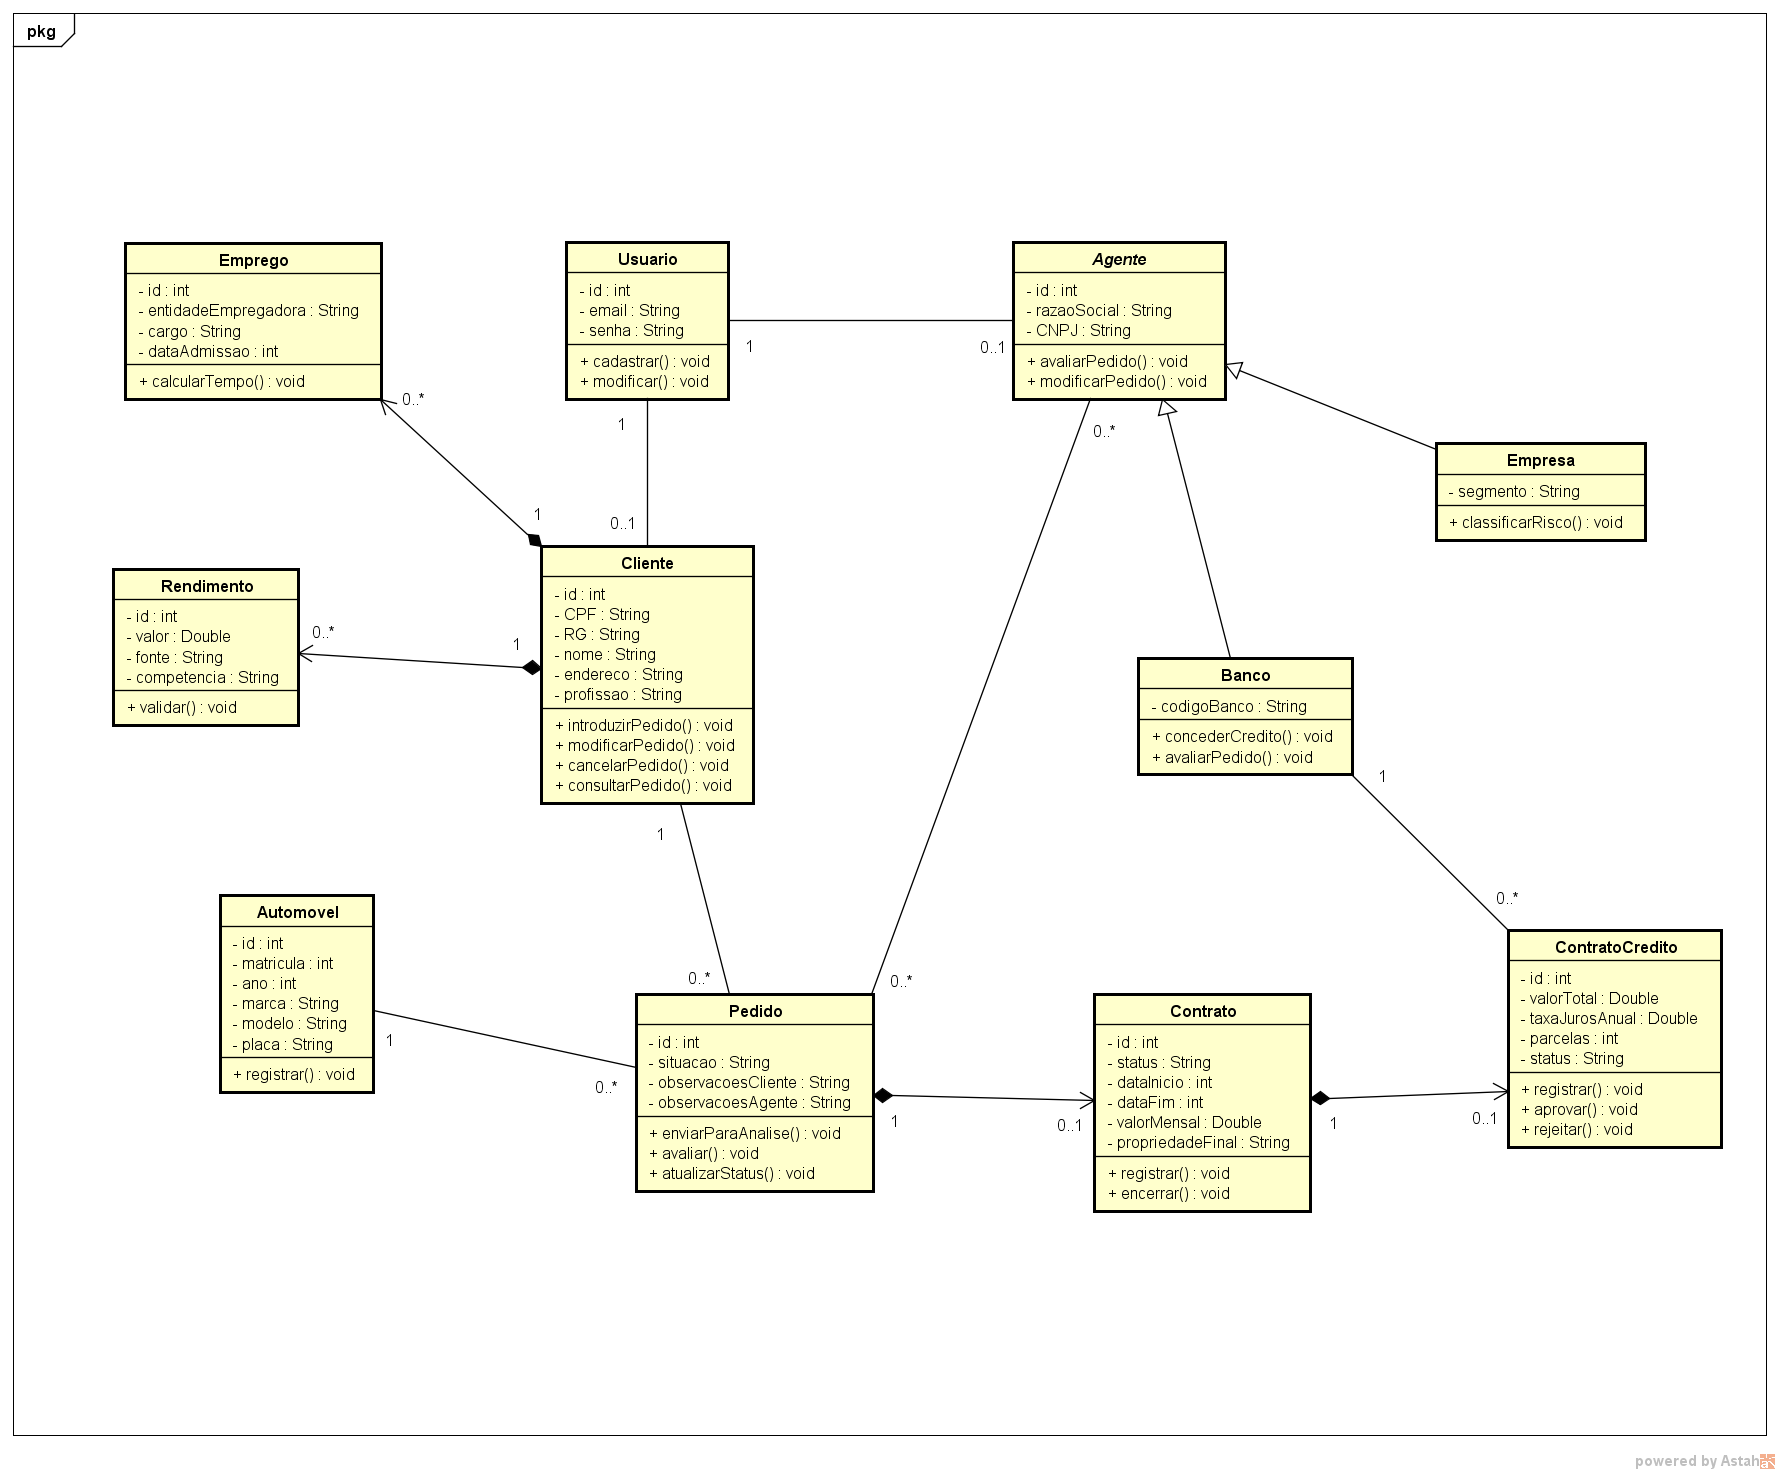 pkg
Emprego
- id : int
- entidadeEmpregadora : String
- cargo : String
- dataAdmissao : int
+ calcularTempo() : void
Usuario
- id : int
- email : String
- senha : String
+ cadastrar() : void
+ modificar() : void
Agente
- id : int
- razaoSocial : String
- CNPJ : String
+ avaliarPedido() : void
+ modificarPedido() : void
1
0..1
0..*
1
0..*
Empresa
- segmento : String
+ classificarRisco() : void
1
0..1
Cliente
- id : int
- CPF : String
- RG : String
- nome : String
- endereco : String
- profissao : String
+ introduzirPedido() : void
+ modificarPedido() : void
+ cancelarPedido() : void
+ consultarPedido() : void
Rendimento
- id : int
- valor : Double
- fonte : String
- competencia : String
+ validar() : void
0..*
1
Banco
- codigoBanco : String
+ concederCredito() : void
+ avaliarPedido() : void
1
1
0..*
Automovel
- id : int
- matricula : int
- ano : int
- marca : String
- modelo : String
- placa : String
+ registrar() : void
1
0..*
0..*
0..*
Pedido
- id : int
- situacao : String
- observacoesCliente : String
- observacoesAgente : String
+ enviarParaAnalise() : void
+ avaliar() : void
+ atualizarStatus() : void
1
0..1
Contrato
- id : int
- status : String
- dataInicio : int
- dataFim : int
- valorMensal : Double
- propriedadeFinal : String
+ registrar() : void
+ encerrar() : void
1
0..1
ContratoCredito
- id : int
- valorTotal : Double
- taxaJurosAnual : Double
- parcelas : int
- status : String
+ registrar() : void
+ aprovar() : void
+ rejeitar() : void
powered by Astah